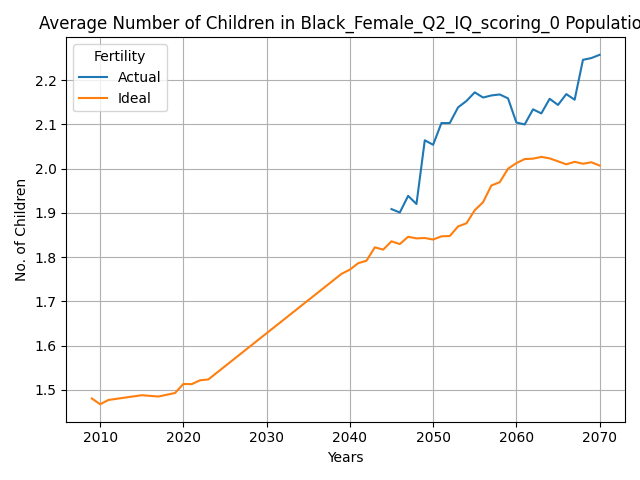 Average Number of Children in Black_Female_Q2_IQ_scoring_0 Populatio
Fertility
Actual
Ideal
2.2
2.1
2.0
1.9
1.8
1.7
1.6
1.5
No. of Children
2010 2020 2030 2040 2050 2060 2070
Years